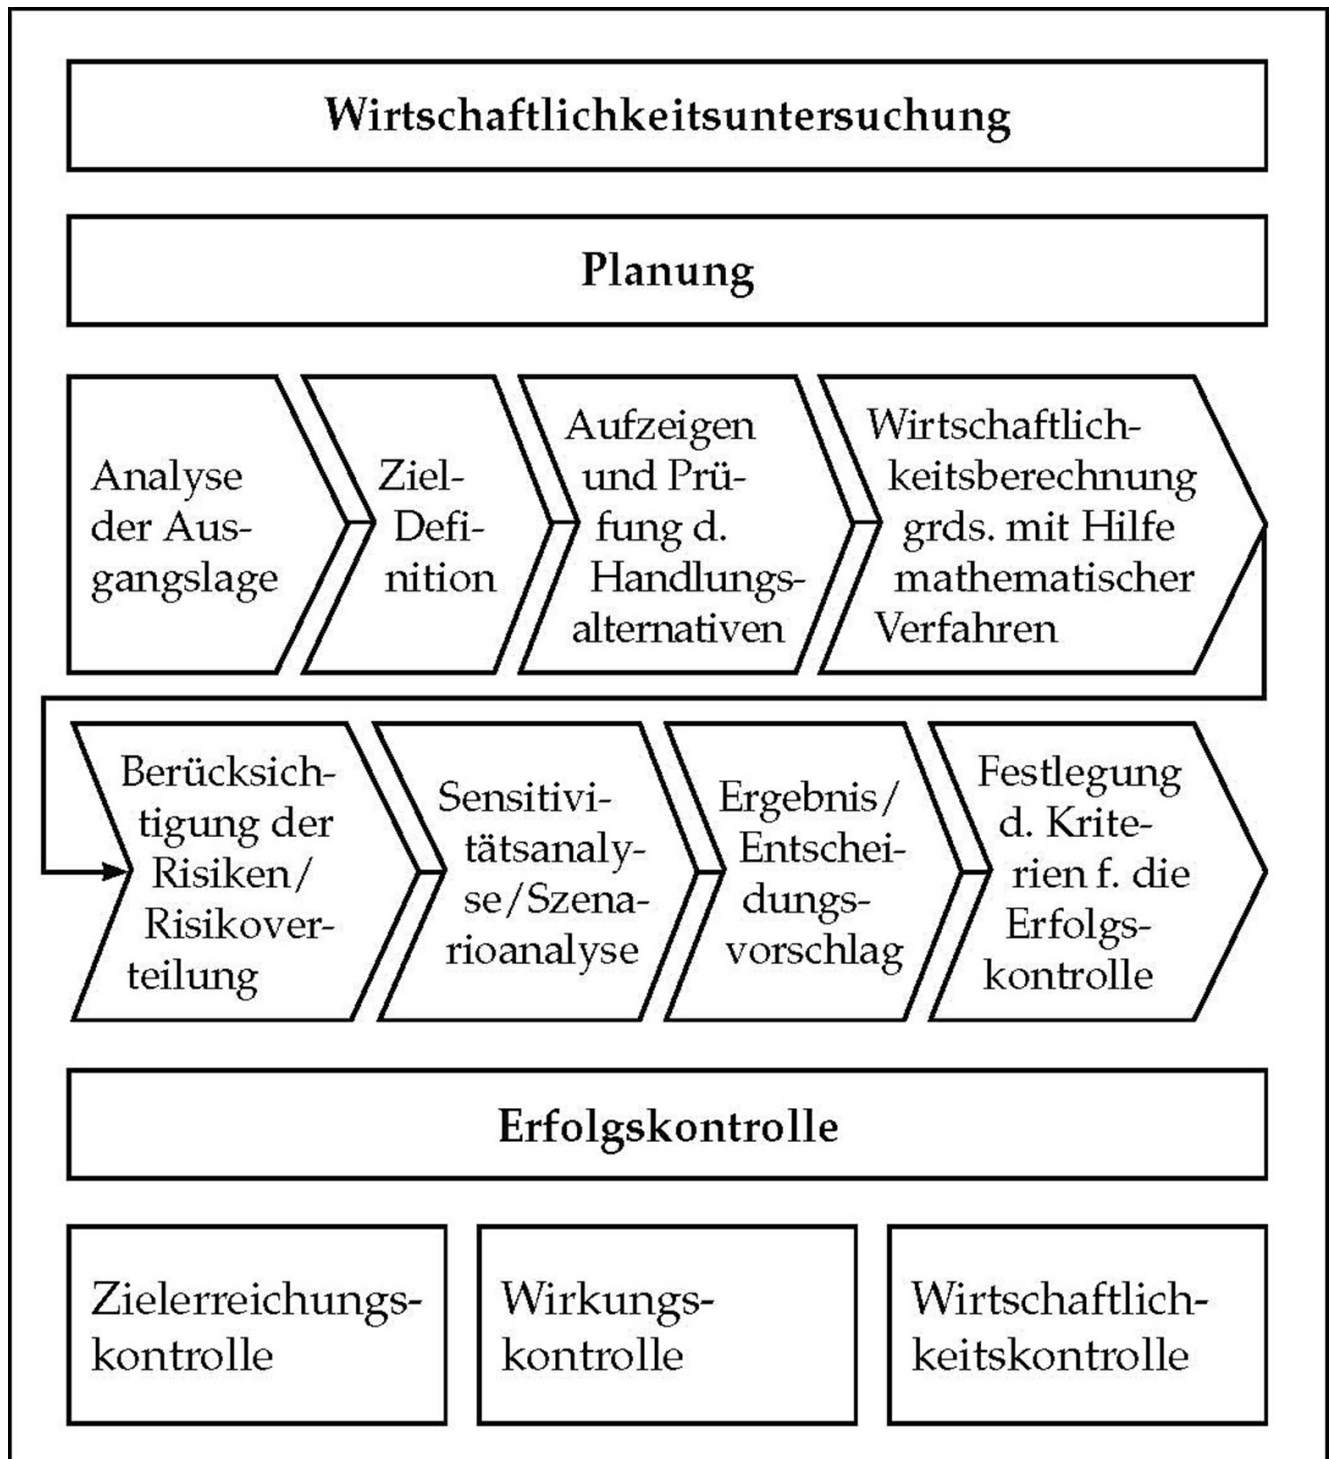 Wirtschaftlichkeitsuntersuchung
Planung
Analyse
der Aus-
gangslage
Ziel-
Defi-
nition
Aufzeigen
und Prü-
fung d.
Handlungs-
alternativen
Wirtschaftlich-
keitsberechnung
grds. mit Hilfe
mathematischer
Verfahren
Berücksich-
tigung der
Risiken/
Risikover-
teilung
Sensitivi-
tätsanaly-
se/Szena-
rioanalyse
Ergebnis/
Entschei-
dungs-
vorschlag
Festlegung
d. Krite-
rien f. die
Erfolgs-
kontrolle
Erfolgskontrolle
Zielerreichungs-
kontrolle
Wirkungs-
kontrolle
Wirtschaftlich-
keitskontrolle